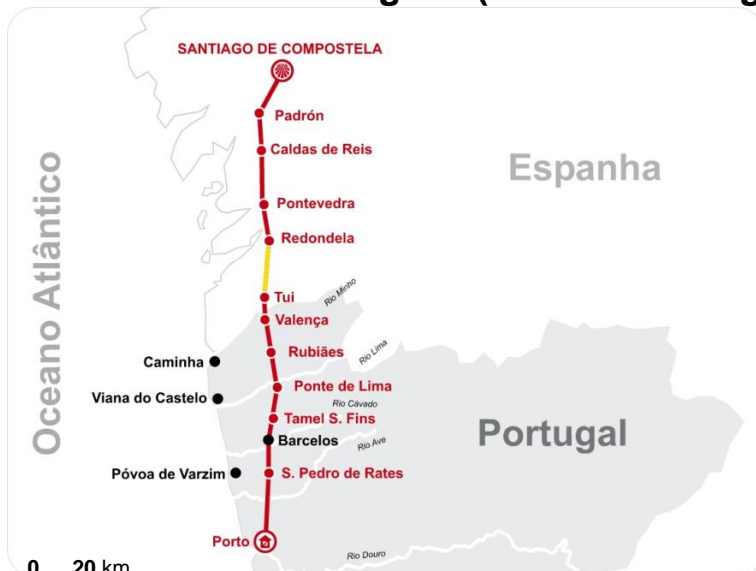 SANTIAGO DE COMPOSTELA
Padrón
Caldas de Reis
Espanha
Pontevedra
Redondela
Oceano Atlântico
Tui
Rio Minho
Valença
Rubiães
Rio Lima
Caminha
Ponte de Lima
Viana do Castelo
Rio Cávado
Tamel S. Fins
Portugal
Barcelos
Rio Ave
Póvoa de Varzim
S. Pedro de Rates
Porto
Rio Douro
0 20 km